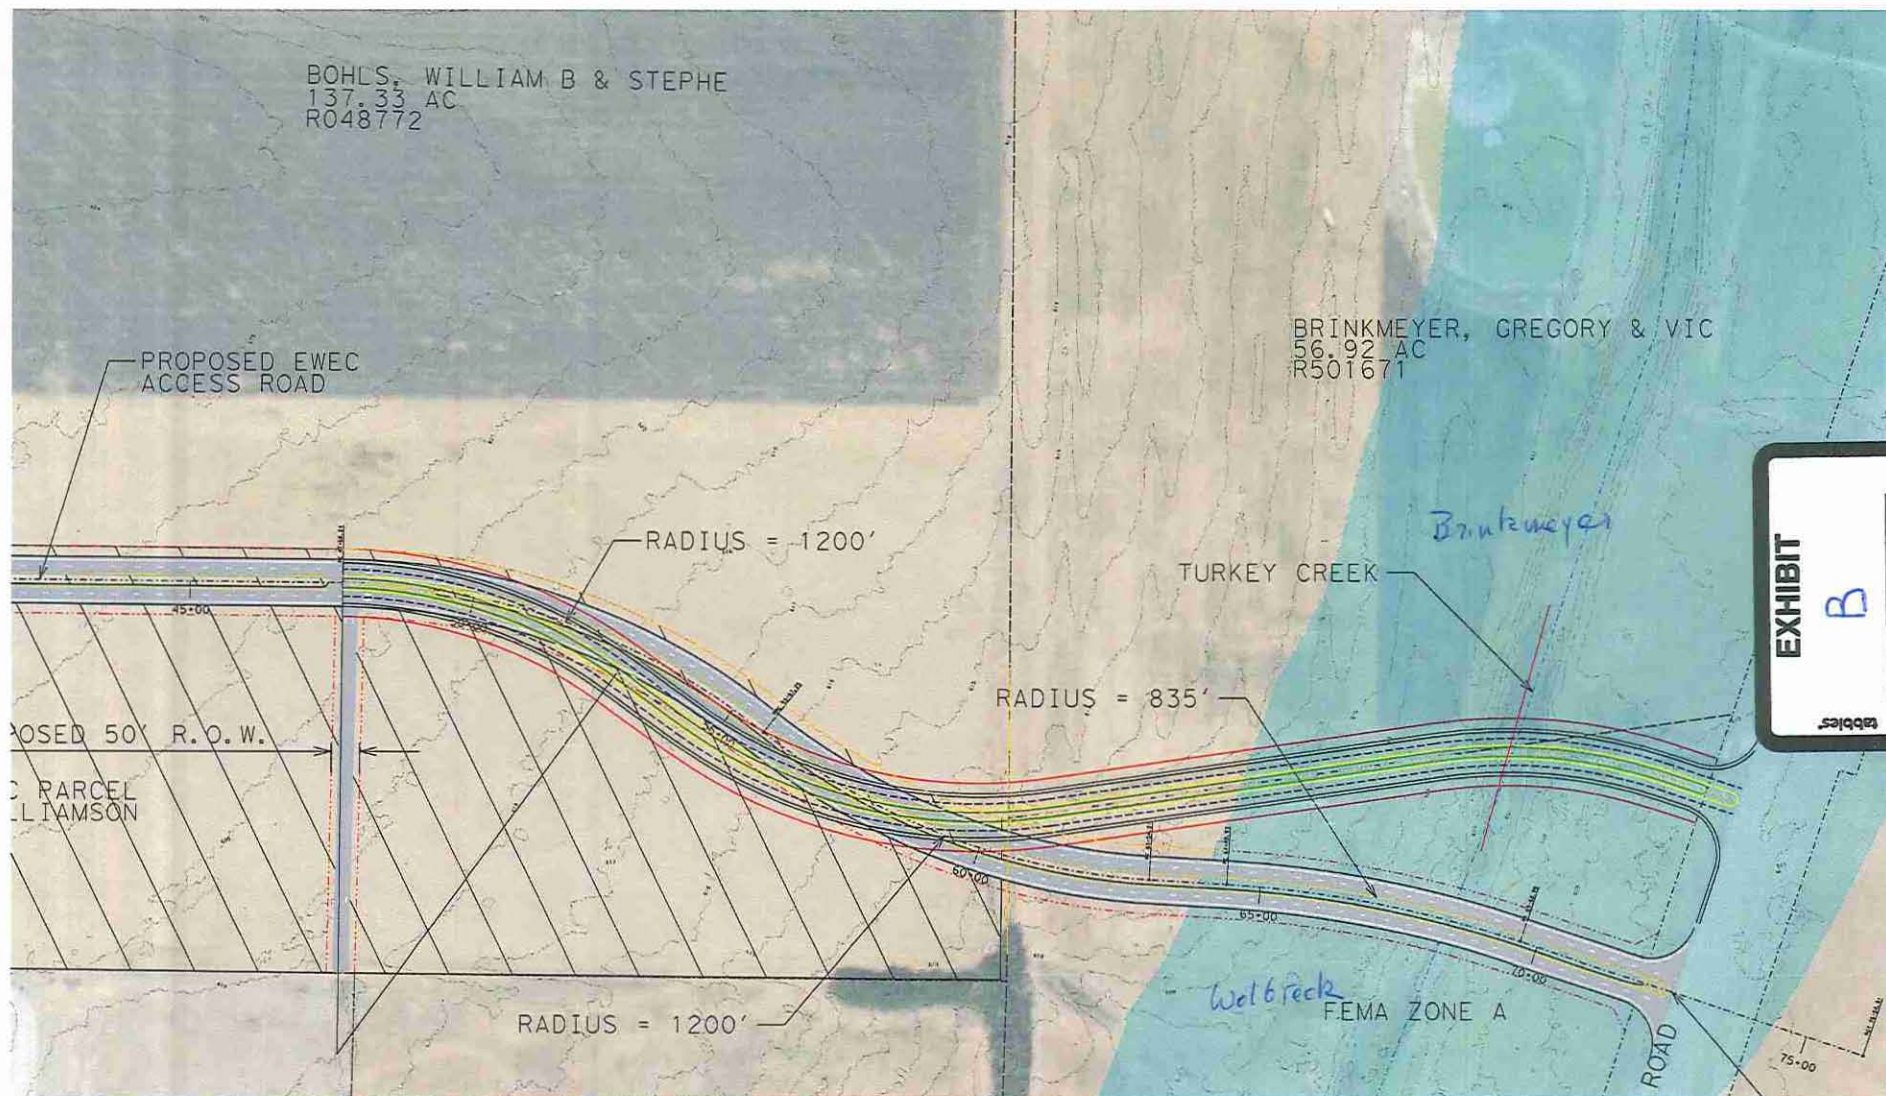 BOHLS, WILLIAM B & STEPHE
137.33 AC
R048772
BRINKMEYER, GREGORY & VIC
56.92 AC
R501671
PROPOSED EWEC
ACCESS ROAD
RADIUS = 1200'
Brinkmeyer
TURKEY CREEK
EXHIBIT
B
tabbies®
45+00
RADIUS = 835'
POSED 50' R.O.W.
C PARCEL
LLIAMSON
60+00
65+00
70+00
RADIUS = 1200'
FEMA ZONE A
ROAD
75+00